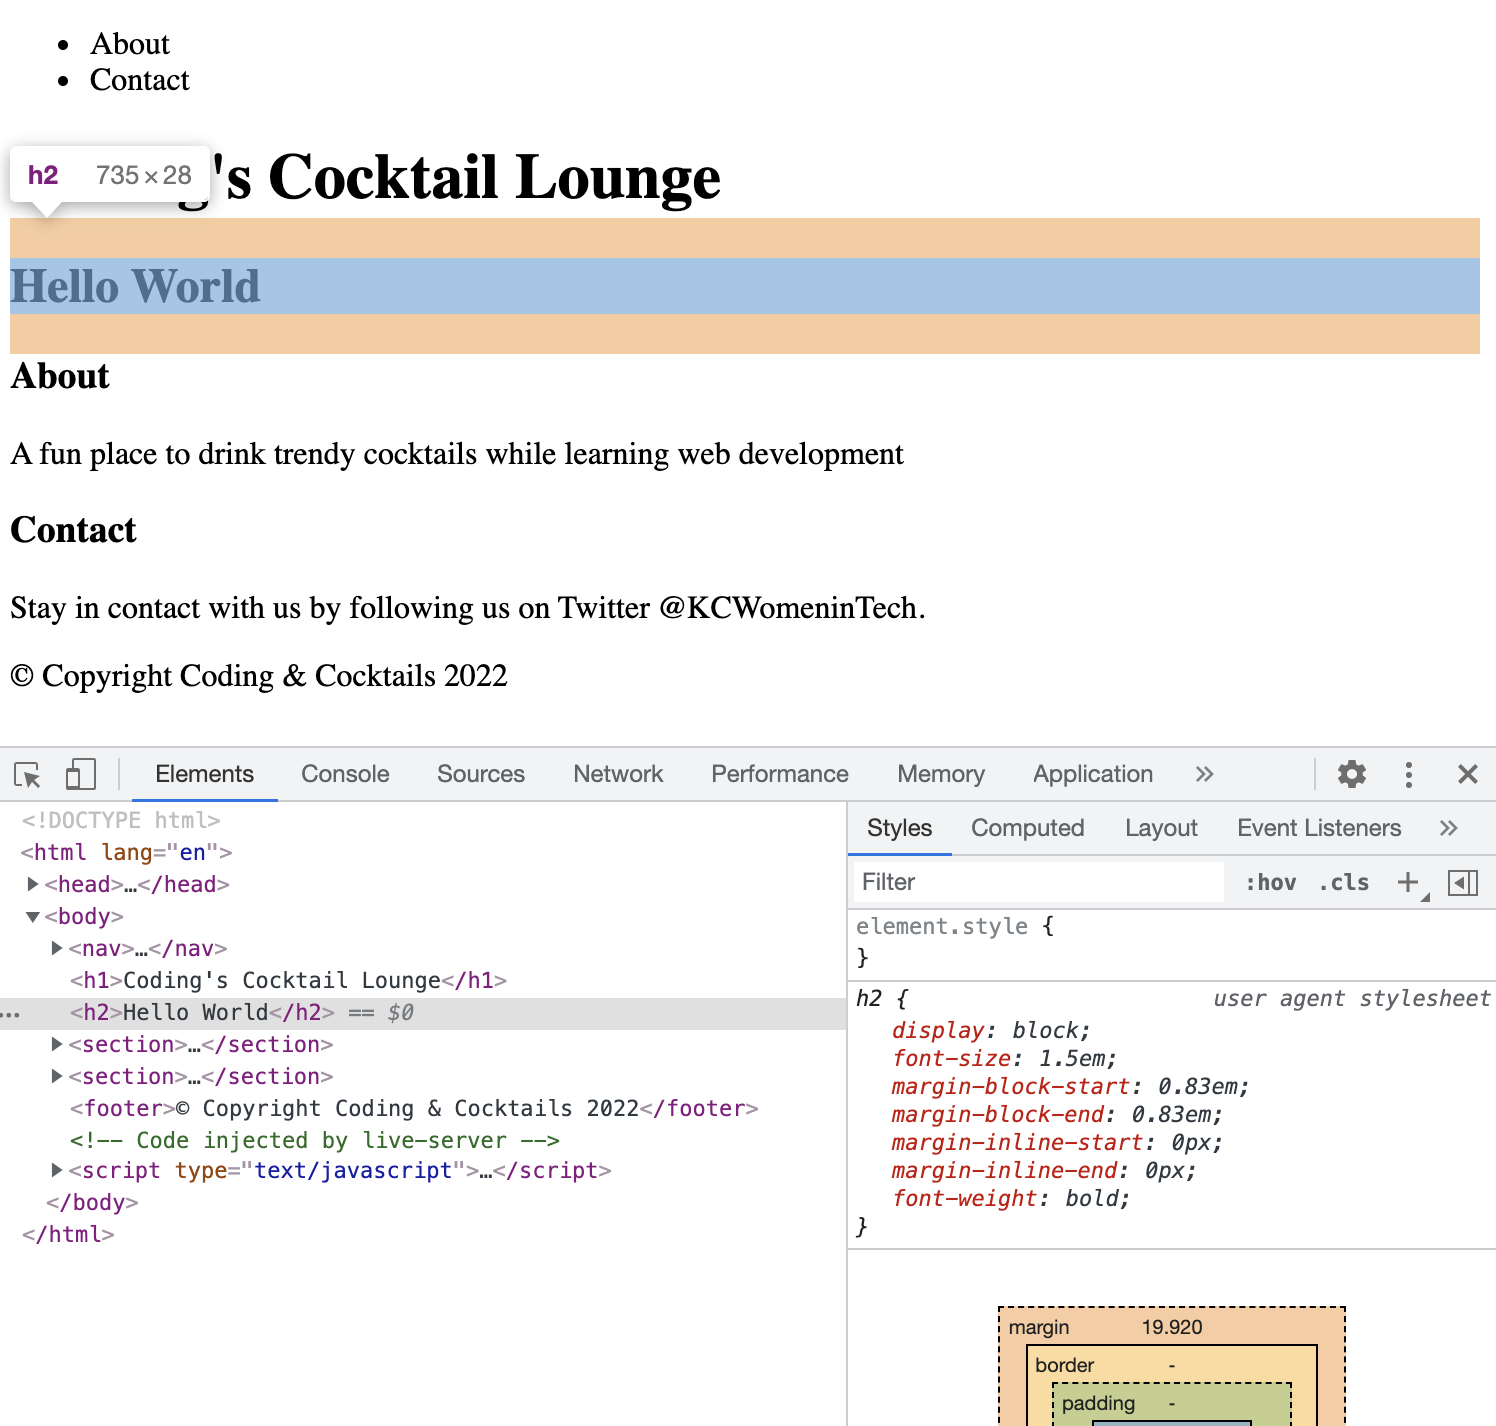 About
Contact
h2 735 × 28
g's Cocktail Lounge
Hello World
About
A fun place to drink trendy cocktails while learning web development
Contact
Stay in contact with us by following us on Twitter @KCWomeninTech.
© Copyright Coding & Cocktails 2022
Elements Console Sources Network Performance Memory Application »
<!DOCTYPE html>
<html lang="en">
<head>…</head>
<body>
<nav>…</nav>
<h1>Coding's Cocktail Lounge</h1>
<h2>Hello World</h2> == $0
<section>…</section>
<section>…</section>
<footer>© Copyright Coding & Cocktails 2022</footer>
<!-- Code injected by live-server -->
<script type="text/javascript">…</script>
</body>
</html>
Styles Computed Layout Event Listeners »
Filter :hov .cls +
element.style {
}
h2 { user agent stylesheet
display: block;
font-size: 1.5em;
margin-block-start: 0.83em;
margin-block-end: 0.83em;
margin-inline-start: 0px;
margin-inline-end: 0px;
font-weight: bold;
}
margin 19.920
border -
padding -